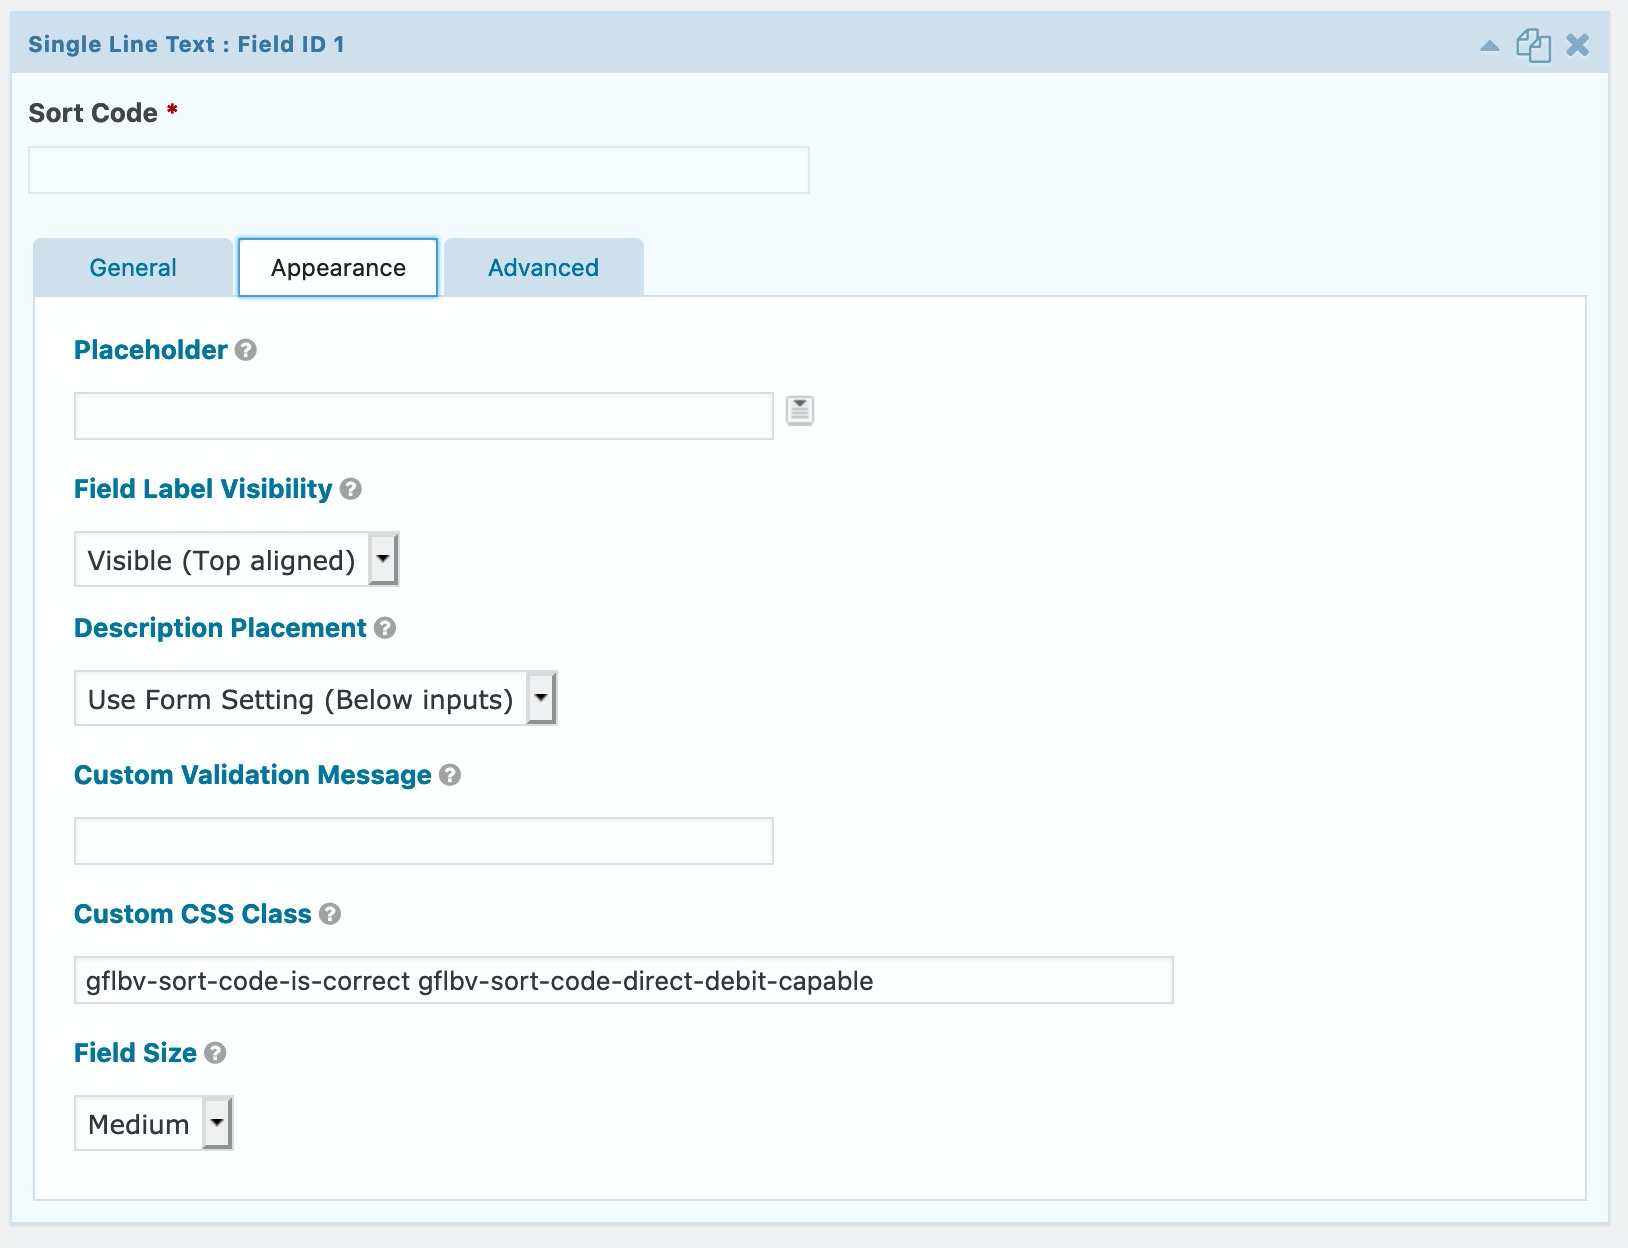 Single Line Text : Field ID 1
Sort Code *
General
Appearance
Advanced
Placeholder
Field Label Visibility
Visible (Top aligned)
Description Placement
Use Form Setting (Below inputs)
Custom Validation Message
Custom CSS Class
gflbv-sort-code-is-correct gflbv-sort-code-direct-debit-capable
Field Size
Medium